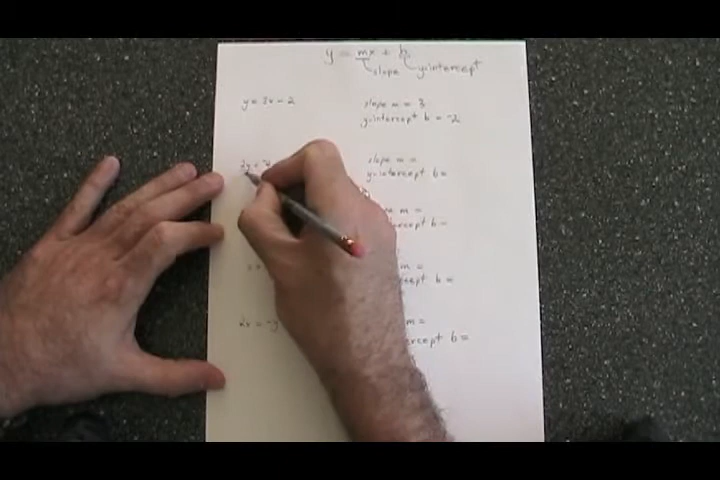 y = mx + b
slope y-intercept
y = 3x - 2 slope m = 3
y-intercept b = -2
slope m =
y-intercept b =
m =
b =
m =
b =
2x = -y m =
b =